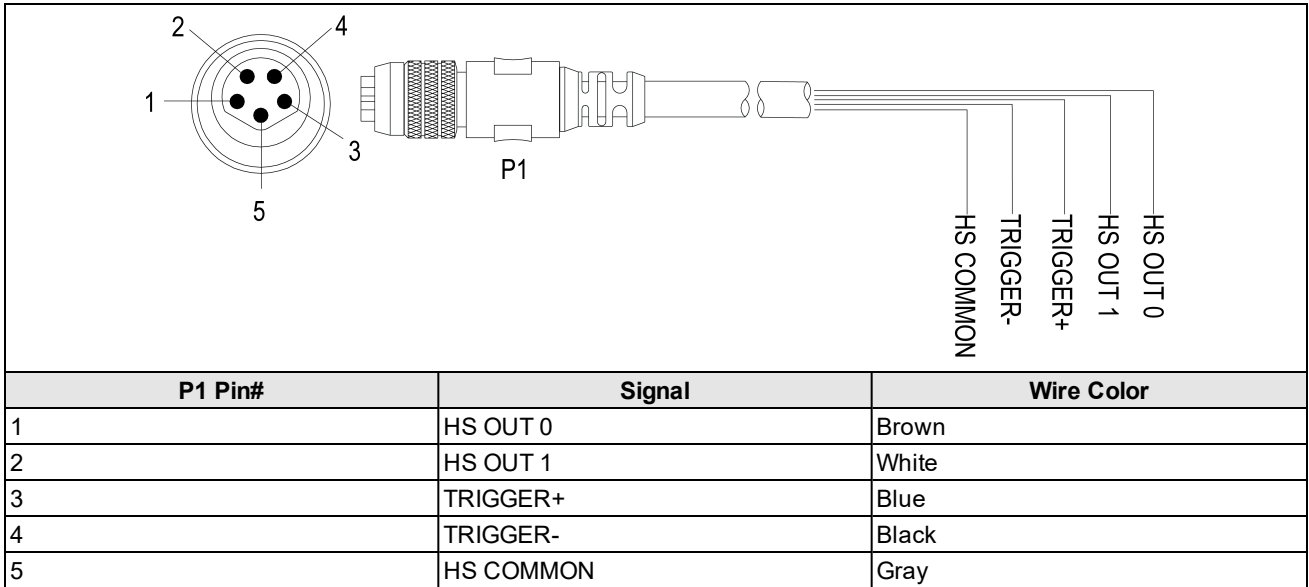 2
4
1
3
5
P1
HS COMMON
TRIGGER-
TRIGGER+
HS OUT 1
HS OUT 0
P1 Pin# Signal Wire Color
1 HS OUT 0 Brown
2 HS OUT 1 White
3 TRIGGER+ Blue
4 TRIGGER- Black
5 HS COMMON Gray